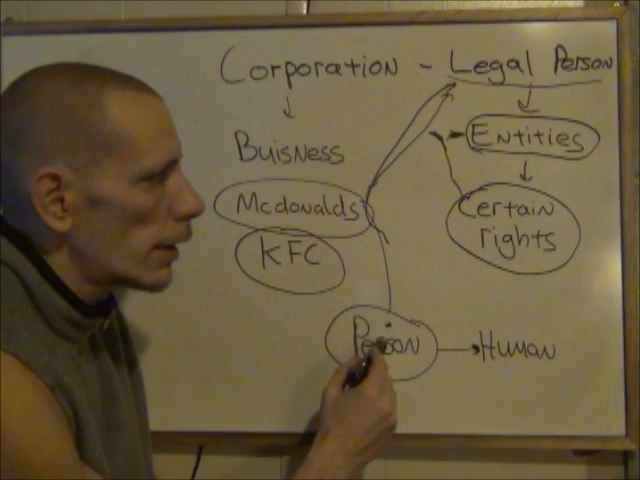 Corporation - Legal Person
Entities
Buisness
Mcdonalds
Certain
rights
KFC
Person
Human